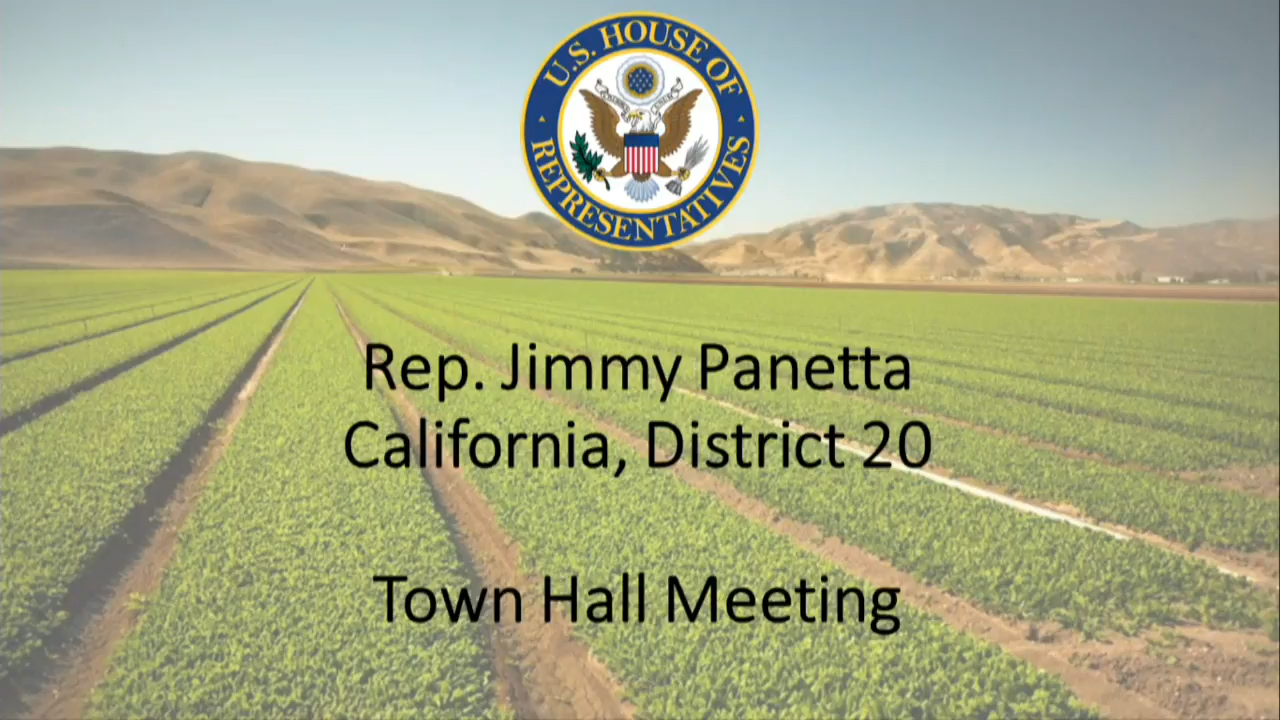 U.S. HOUSE OF
REPRESENTATIVES
Rep. Jimmy Panetta
California, District 20
Town Hall Meeting